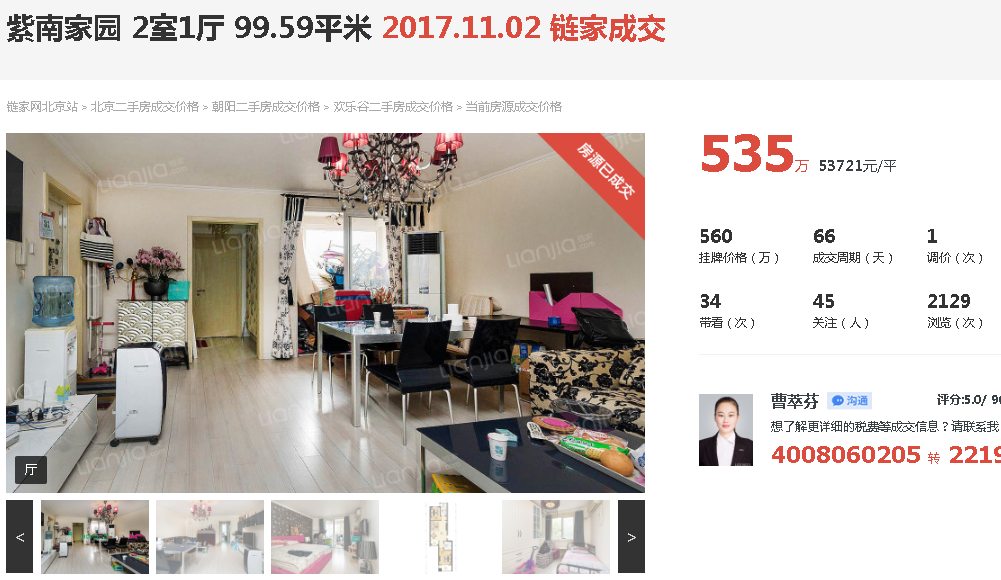 紫南家园 2室1厅 99.59平米 2017.11.02 链家成交
链家网北京站 » 北京二手房成交价格 » 朝阳二手房成交价格 » 欢乐谷二手房成交价格 » 当前房源成交价格
房源已成交
厅
<
>
535万 53721元/平
560 66 1
挂牌价格（万） 成交周期（天） 调价（次）
34 45 2129
带看（次） 关注（人） 浏览（次）
曹萃芬 沟通 评分:5.0/
想了解更详细的税费等成交信息？请联系我
4008060205 转 2219